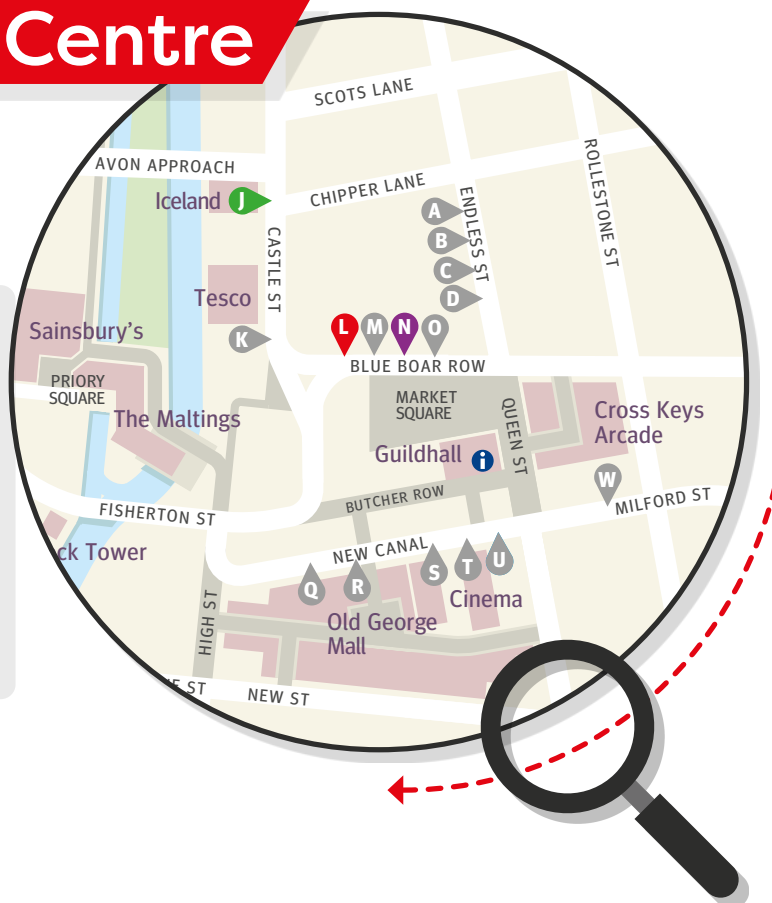 Centre
SCOTS LANE
AVON APPROACH
ROLLESTONE ST
Iceland
J
CHIPPER LANE
ENDLESS ST
A
B
C
D
CASTLE ST
Tesco
Sainsbury's
K
L
M
N
O
BLUE BOAR ROW
PRIORY
SQUARE
MARKET
SQUARE
QUEEN ST
Cross Keys
Arcade
The Maltings
Guildhall
i
W
BUTCHER ROW
MILFORD ST
FISHERTON ST
ck Tower
NEW CANAL
Q
R
S
T
U
Cinema
HIGH ST
Old George
Mall
ST
NEW ST